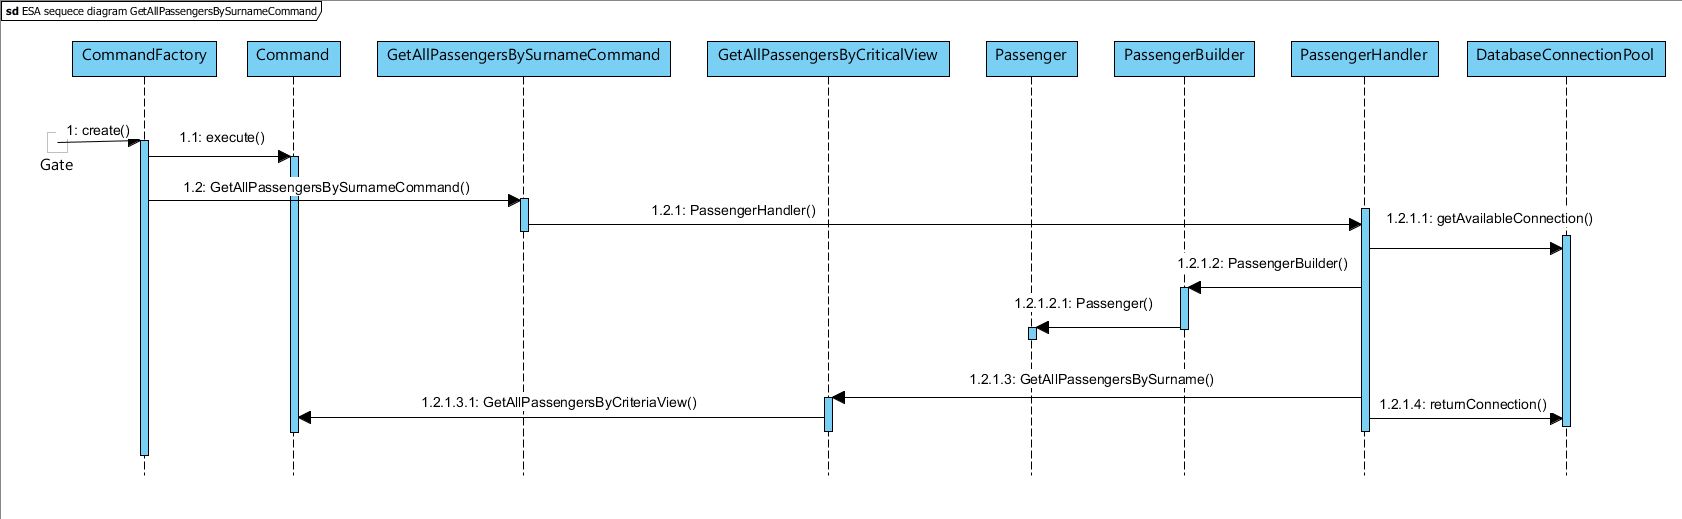 sd ESA sequece diagram GetAllPassengersBySurnameCommand
CommandFactory
Command
GetAllPassengersBySurnameCommand
GetAllPassengersByCriticalView
Passenger
PassengerBuilder
PassengerHandler
DatabaseConnectionPool
1: create()
Gate
1.1: execute()
1.2: GetAllPassengersBySurnameCommand()
1.2.1: PassengerHandler()
1.2.1.1: getAvailableConnection()
1.2.1.2: PassengerBuilder()
1.2.1.2.1: Passenger()
1.2.1.3: GetAllPassengersBySurname()
1.2.1.3.1: GetAllPassengersByCriteriaView()
1.2.1.4: returnConnection()